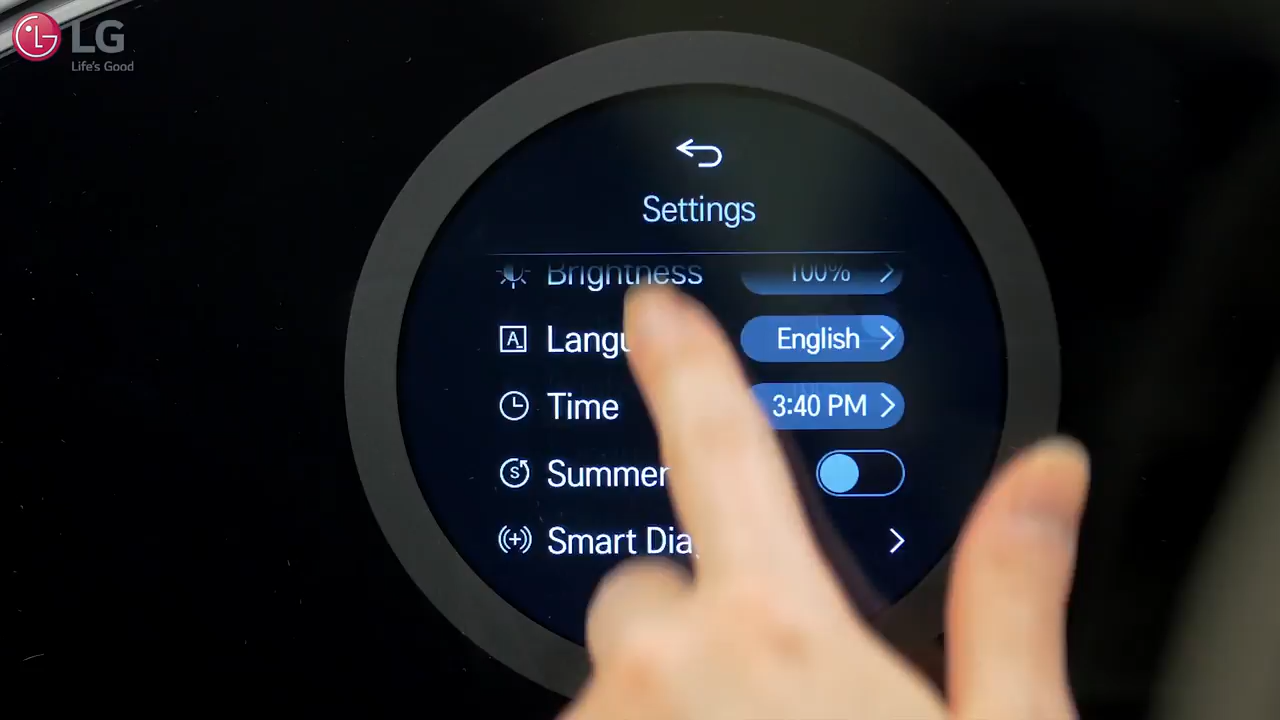 LG
Life's Good
Settings
Brightness 100%
Langu English
Time 3:40 PM
Summer
Smart Dia